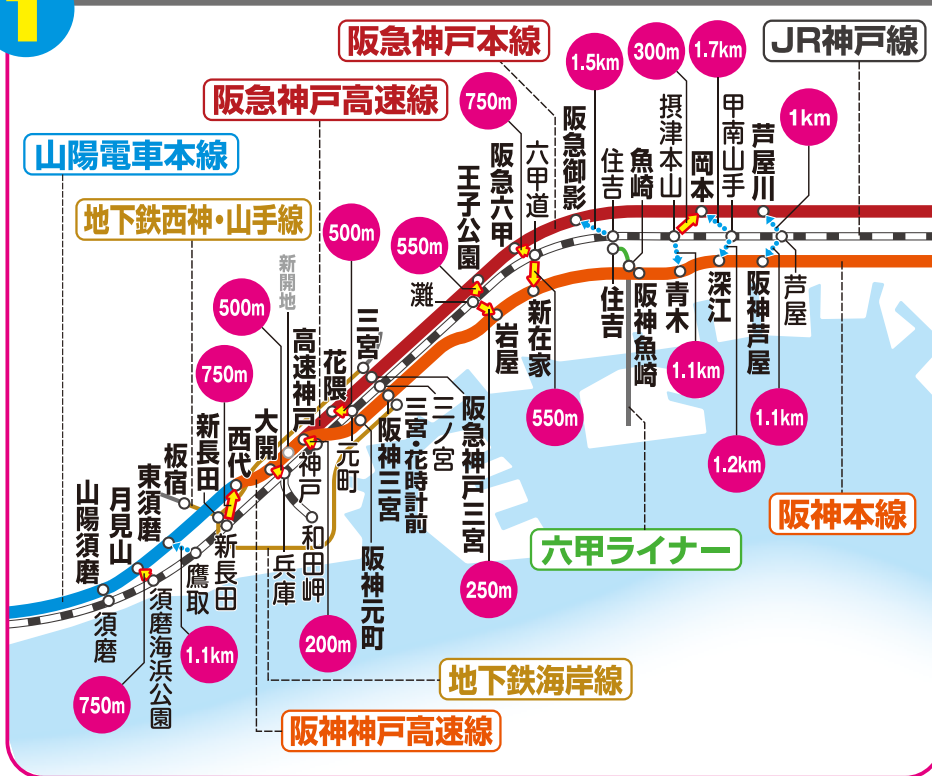 1
阪急神戸本線
JR神戸線
阪急神戸高速線
山陽電車本線
地下鉄西神・山手線
1.5km
300m
1.7km
750m
1km
500m
550m
500m
750m
新開地
王子公園
阪急六甲
六甲道
阪急御影
住吉
魚崎
摂津本山
岡本
甲南山手
芦屋川
灘
三宮
花隈
高速神戸
大開
西代
新長田
板宿
東須磨
月見山
山陽須磨
須磨
須磨海浜公園
鷹取
新長田
兵庫
和田岬
神戸
元町
阪神元町
阪神三宮
三宮・花時計前
三ノ宮
阪急神戸三宮
岩屋
新在家
住吉
阪神魚崎
青木
深江
阪神芦屋
芦屋
1.1km
550m
1.1km
1.2km
250m
200m
1.1km
750m
阪神本線
六甲ライナー
地下鉄海岸線
阪神神戸高速線